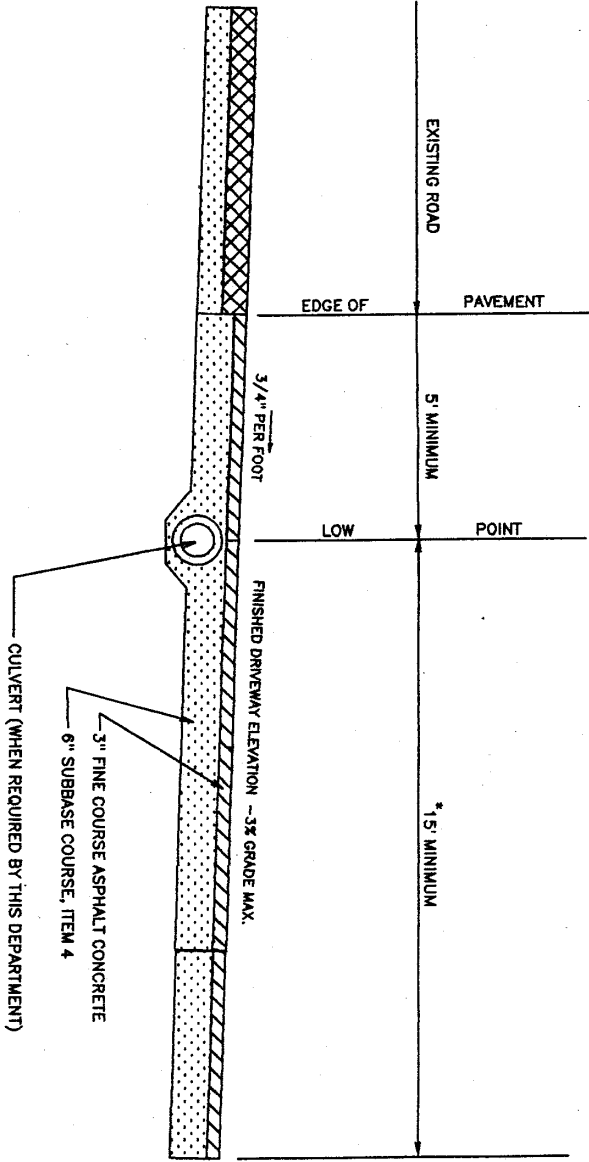 EXISTING ROAD
EDGE OF PAVEMENT
5' MINIMUM
LOW POINT
*15' MINIMUM
3/4" PER FOOT
FINISHED DRIVEWAY ELEVATION -3% GRADE MAX.
3" FINE COURSE ASPHALT CONCRETE
6" SUBBASE COURSE, ITEM 4
CULVERT (WHEN REQUIRED BY THIS DEPARTMENT)